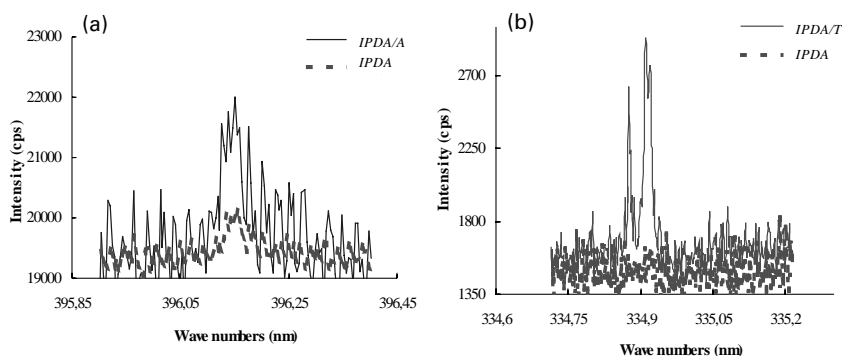 (a)
IPDA/A
IPDA
Intensity (cps)
23000
22000
21000
20000
19000
395,85
396,05
396,25
396,45
Wave numbers (nm)
(b)
IPDA/T
IPDA
Intensity (cps)
2700
2250
1800
1350
334,6
334,75
334,9
335,05
335,2
Wave numbers (nm)